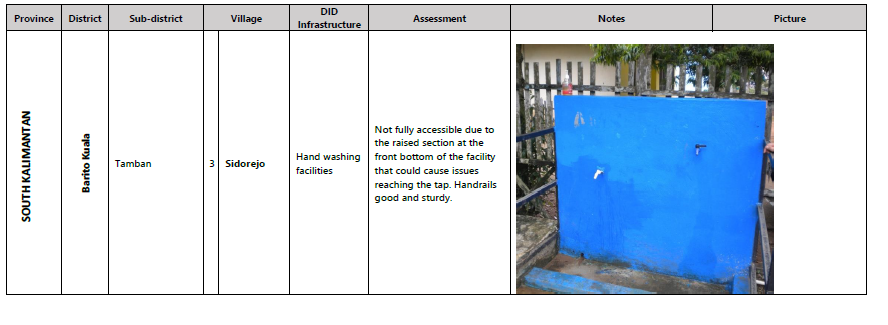 Province District Sub-district Village DID Infrastructure Assessment Notes Picture
SOUTH KALIMANTAN
Barito Kuala
Tamban
3
Sidorejo
Hand washing
facilities
Not fully accessible due to
the raised section at the
front bottom of the facility
that could cause issues
reaching the tap. Handrails
good and sturdy.